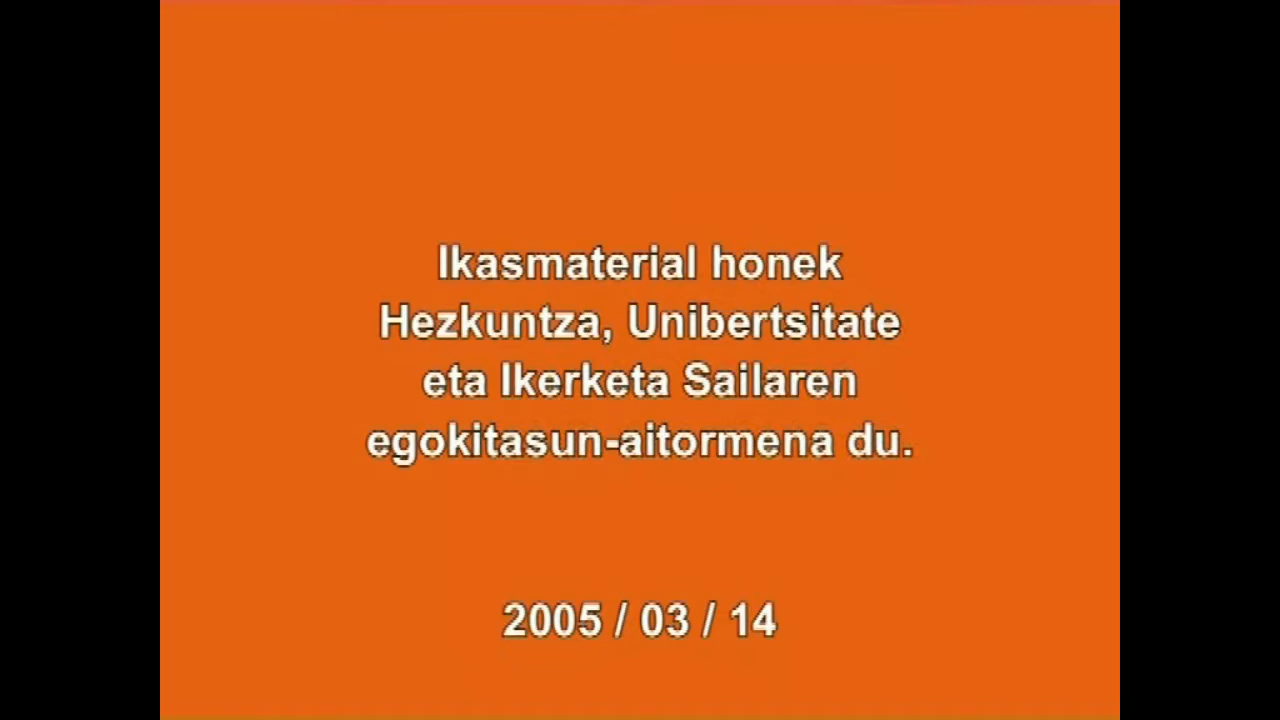 Ikasmaterial honek
Hezkuntza, Unibertsitate
eta Ikerketa Sailaren
egokitasun-aitormena du.
2005 / 03 / 14